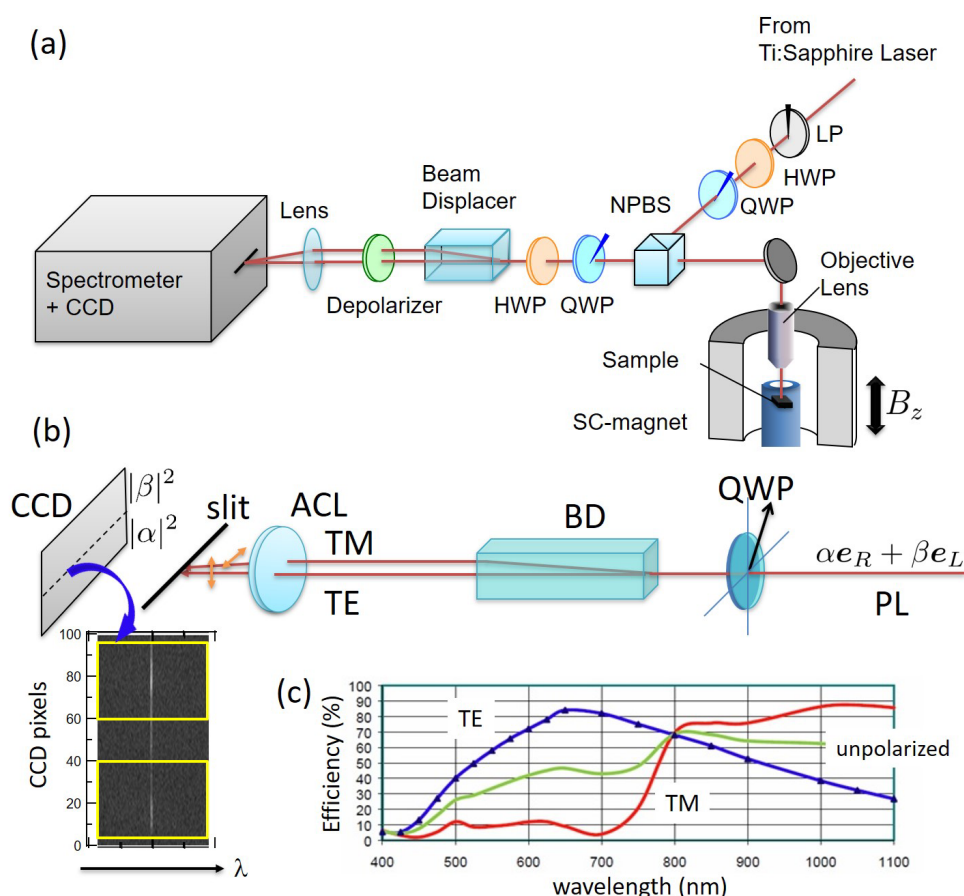 (a)
From
Ti:Sapphire Laser
LP
HWP
QWP
NPBS
Beam
Displacer
Lens
Spectrometer
+ CCD
Depolarizer
HWP
QWP
Objective
Lens
Sample
SC-magnet
B_z
(b)
CCD
|β|²
|α|²
slit
ACL
TM
TE
BD
QWP
αe_R + βe_L
PL
CCD pixels
100
80
60
40
20
0
λ
(c)
Efficiency (%)
100
90
80
70
60
50
40
30
20
10
0
TE
unpolarized
TM
400 500 600 700 800 900 1000 1100
wavelength (nm)